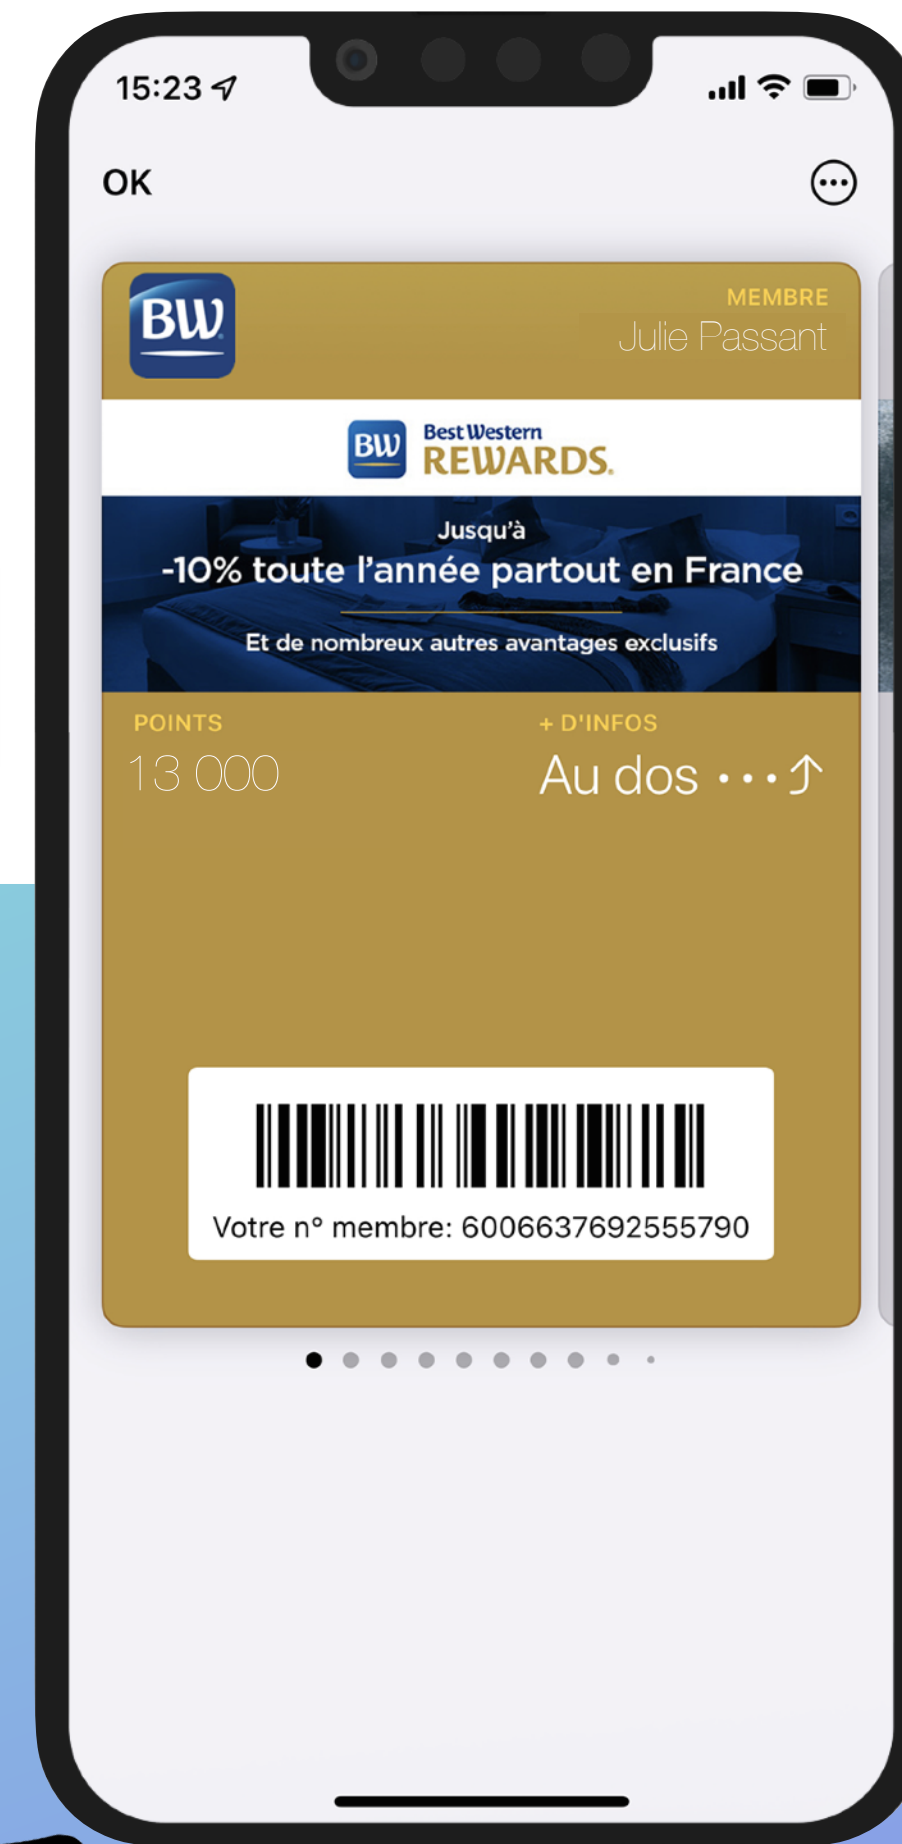 15:23
OK
BW
MEMBRE
Julie Passant
BW Best Western
REWARDS.
Jusqu'à
-10% toute l'année partout en France
Et de nombreux autres avantages exclusifs
POINTS
+ D'INFOS
13 000
Au dos •••⤴
Votre n° membre: 6006637692555790